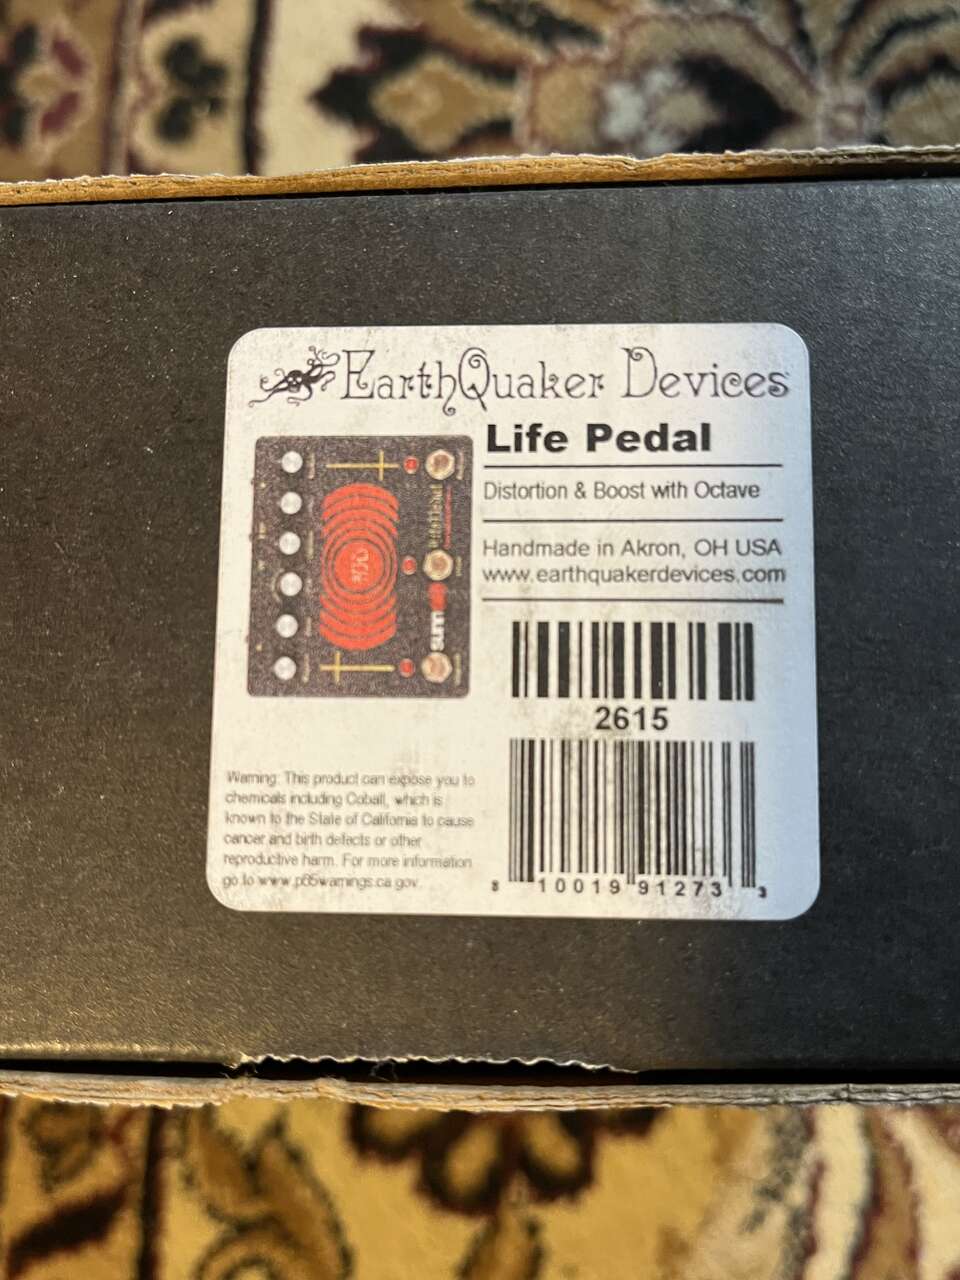 EarthQuaker Devices
Life Pedal
Distortion & Boost with Octave
Handmade in Akron, OH USA
www.earthquakerdevices.com
sunn
2615
8 10019 91273 3
Warning: This product can expose you to
chemicals including Cobalt, which is
known to the State of California to cause
cancer and birth defects or other
reproductive harm. For more information
go to www.p65warnings.ca.gov.